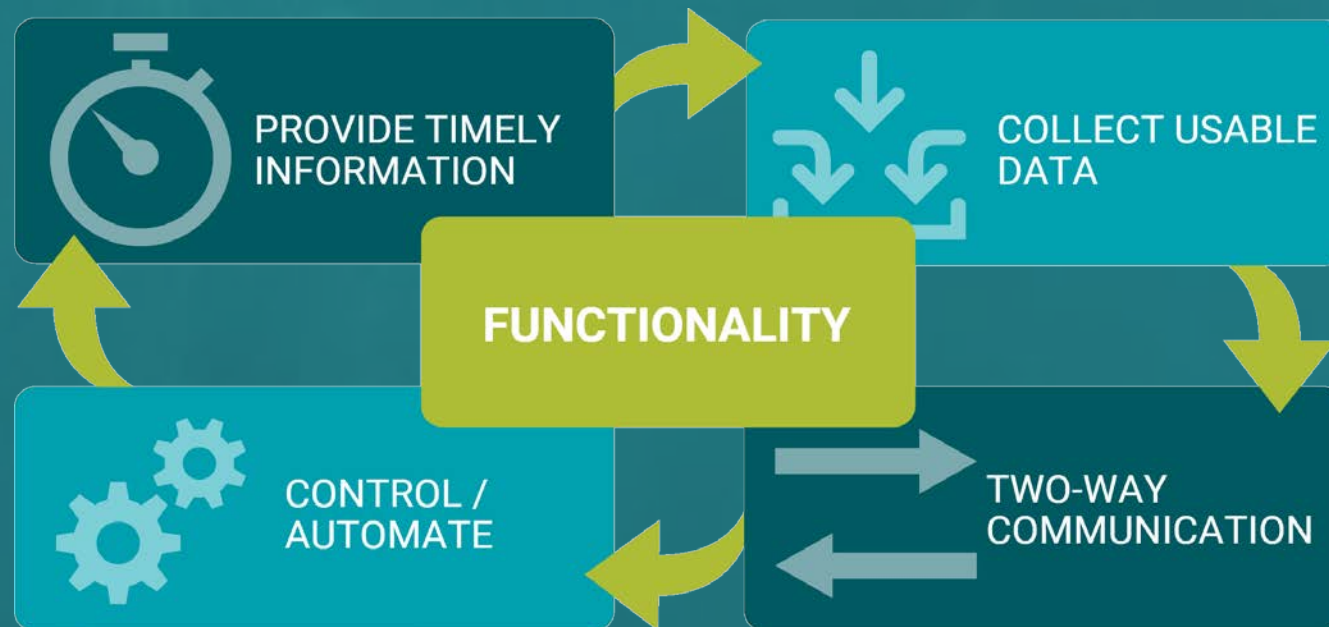 PROVIDE TIMELY
INFORMATION
COLLECT USABLE
DATA
FUNCTIONALITY
CONTROL /
AUTOMATE
TWO-WAY
COMMUNICATION